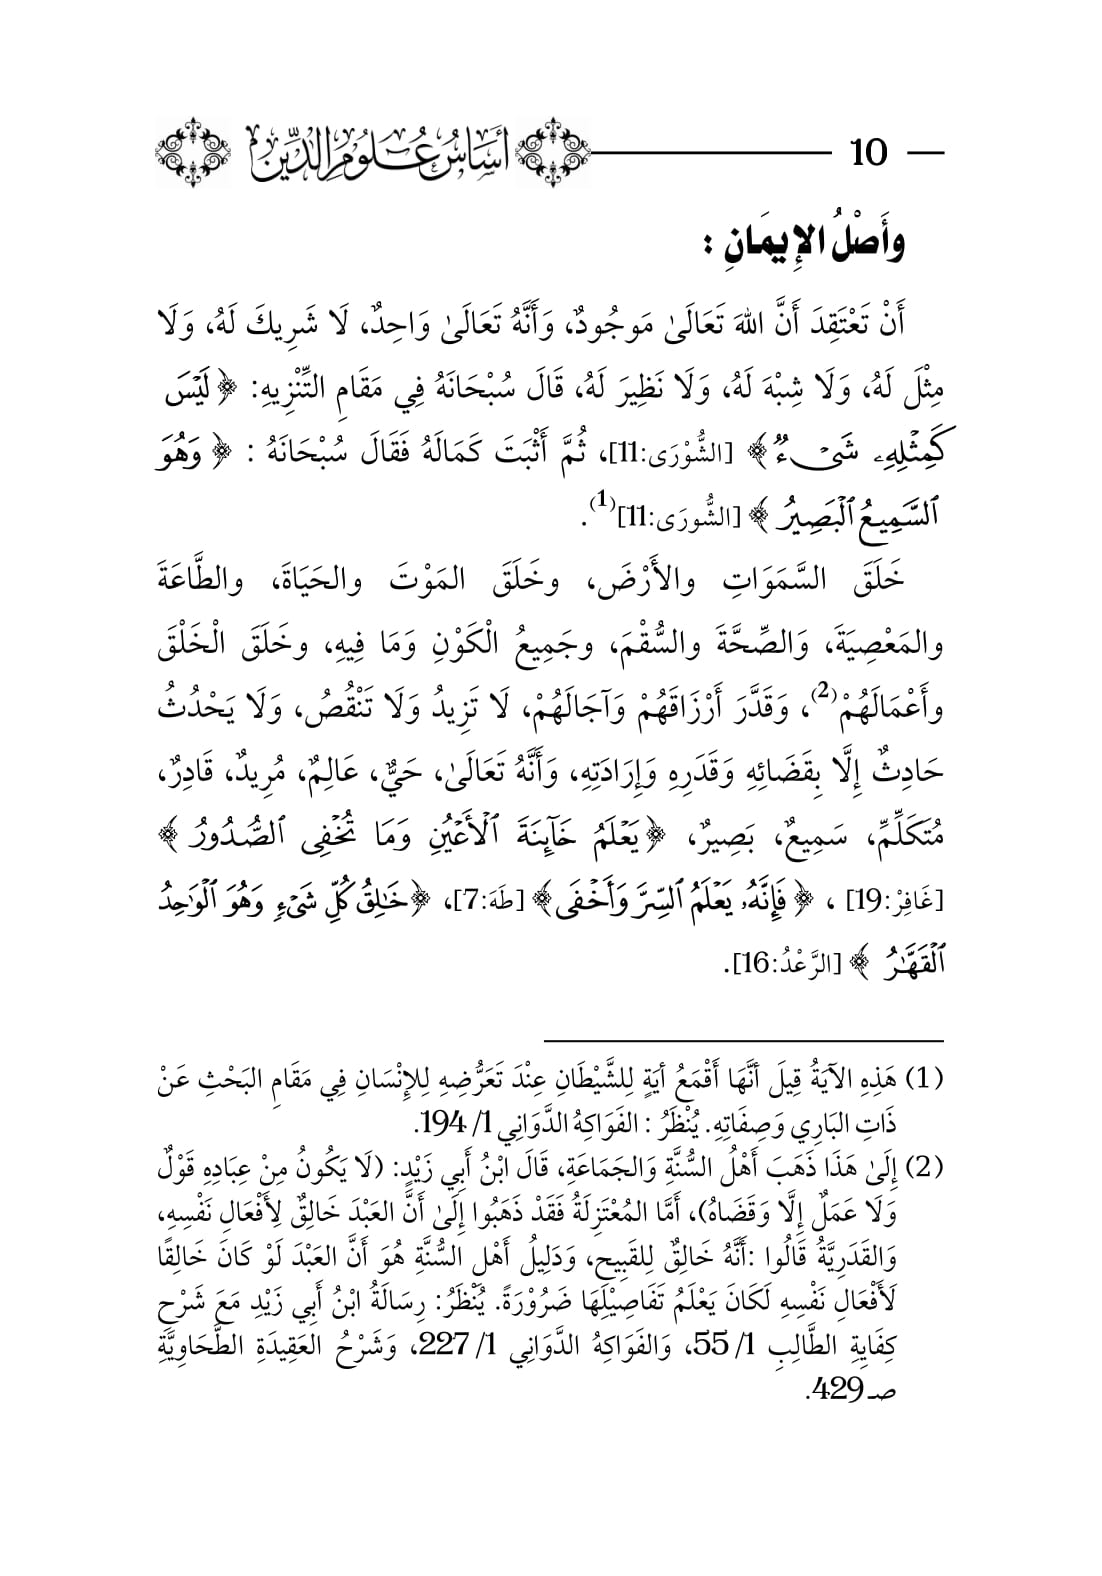 10 أَسَاسُ عُلُومِ الدِّينِ
وأَصْلُ الإِيمَانِ :
أَنْ تَعْتَقِدَ أَنَّ اللهَ تَعَالَىٰ مَوجُودٌ، وَأَنَّهُ تَعَالَىٰ وَاحِدٌ، لَا شَرِيكَ لَهُ، وَلَا
مِثْلَ لَهُ، وَلَا شِبْهَ لَهُ، وَلَا نَظِيرَ لَهُ، قَالَ سُبْحَانَهُ فِي مَقَامِ التَّنْزِيهِ: ﴿ لَيْسَ
كَمِثْلِهِۦ شَيْءٌ ﴾ [الشُّوْرَى:11]، ثُمَّ أَثْبَتَ كَمَالَهُ فَقَالَ سُبْحَانَهُ : ﴿ وَهُوَ
ٱلسَّمِيعُ ٱلْبَصِيرُ ﴾ [الشُّورَى:11](1).
خَلَقَ السَّمَوَاتِ والأَرْضَ، وخَلَقَ المَوْتَ والحَيَاةَ، والطَّاعَةَ
والمَعْصِيَةَ، وَالصِّحَّةَ والسُّقْمَ، وجَمِيعُ الْكَوْنِ وَمَا فِيهِ، وخَلَقَ الْخَلْقَ
وأَعْمَالَهُمْ(2)، وَقَدَّرَ أَرْزَاقَهُمْ وَآجَالَهُمْ، لَا تَزِيدُ وَلَا تَنْقُصُ، وَلَا يَحْدُثُ
حَادِثٌ إِلَّا بِقَضَائِهِ وَقَدَرِهِ وَإِرَادَتِهِ، وَأَنَّهُ تَعَالَىٰ، حَيٌّ، عَالِمٌ، مُرِيدٌ، قَادِرٌ،
مُتَكَلِّمٌ، سَمِيعٌ، بَصِيرٌ، ﴿ يَعْلَمُ خَآئِنَةَ ٱلْأَعْيُنِ وَمَا تُخْفِى ٱلصُّدُورُ ﴾
[غَافِرْ:19] ، ﴿ فَإِنَّهُۥ يَعْلَمُ ٱلسِّرَّ وَأَخْفَى ﴾ [طَهَ:7]، ﴿ خَٰلِقُ كُلِّ شَىْءٍ وَهُوَ ٱلْوَٰحِدُ
ٱلْقَهَّٰرُ ﴾ [الرَّعْدُ:16].
(1) هَذِهِ الآيَةُ قِيلَ أنَّهَا أَقْمَعُ أيَةٍ لِلشَّيْطَانِ عِنْدَ تَعَرُّضِهِ لِلإِنْسَانِ فِي مَقَامِ البَحْثِ عَنْ
ذَاتِ البَارِي وَصِفَاتِهِ. يُنْظَرُ : الفَوَاكِهُ الدَّوَانِي 1/ 194.
(2) إِلَىٰ هَذَا ذَهَبَ أَهْلُ السُّنَّةِ وَالجَمَاعَةِ، قَالَ ابْنُ أَبِي زَيْدٍ: (لَا يَكُونُ مِنْ عِبَادِهِ قَوْلٌ
وَلَا عَمَلٌ إِلَّا وَقَضَاهُ)، أَمَّا المُعْتَزِلَةُ فَقَدْ ذَهَبُوا إِلَىٰ أَنَّ العَبْدَ خَالِقٌ لِأَفْعَالِ نَفْسِهِ،
وَالقَدَرِيَّةُ قَالُوا :أَنَّهُ خَالِقٌ لِلقَبِيحِ، وَدَلِيلُ أَهْلِ السُّنَّةِ هُوَ أَنَّ العَبْدَ لَوْ كَانَ خَالِقًا
لَأَفْعَالِ نَفْسِهِ لَكَانَ يَعْلَمُ تَفَاصِيْلَهَا ضَرُورَةً. يُنْظَرُ: رِسَالَةُ ابْنُ أَبِي زَيْدٍ مَعَ شَرْحِ
كِفَايَةِ الطَّالِبِ 1/ 55، وَالفَوَاكِهُ الدَّوَانِي 1/ 227، وَشَرْحُ العَقِيدَةِ الطَّحَاوِيَّةِ
صـ429.